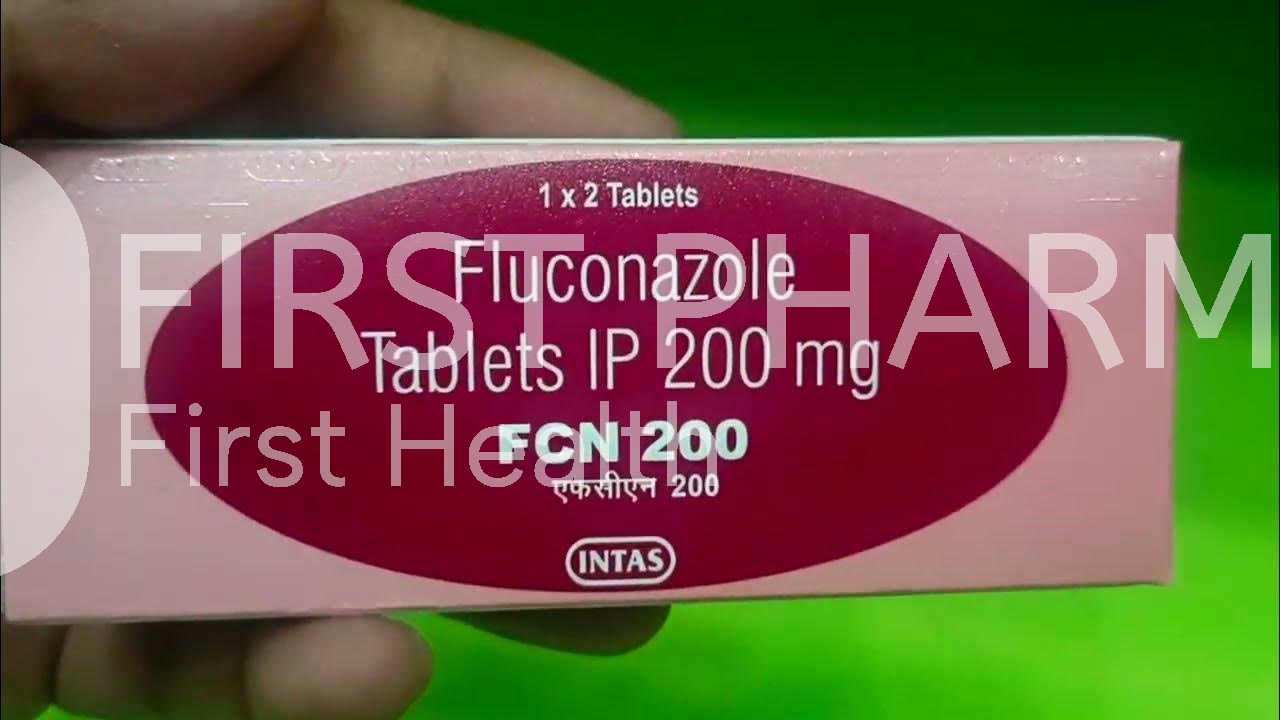 1 x 2 Tablets
Fluconazole
Tablets IP 200 mg
FCN 200
एफसीएन 200
INTAS
FIRST PHARM
First Health